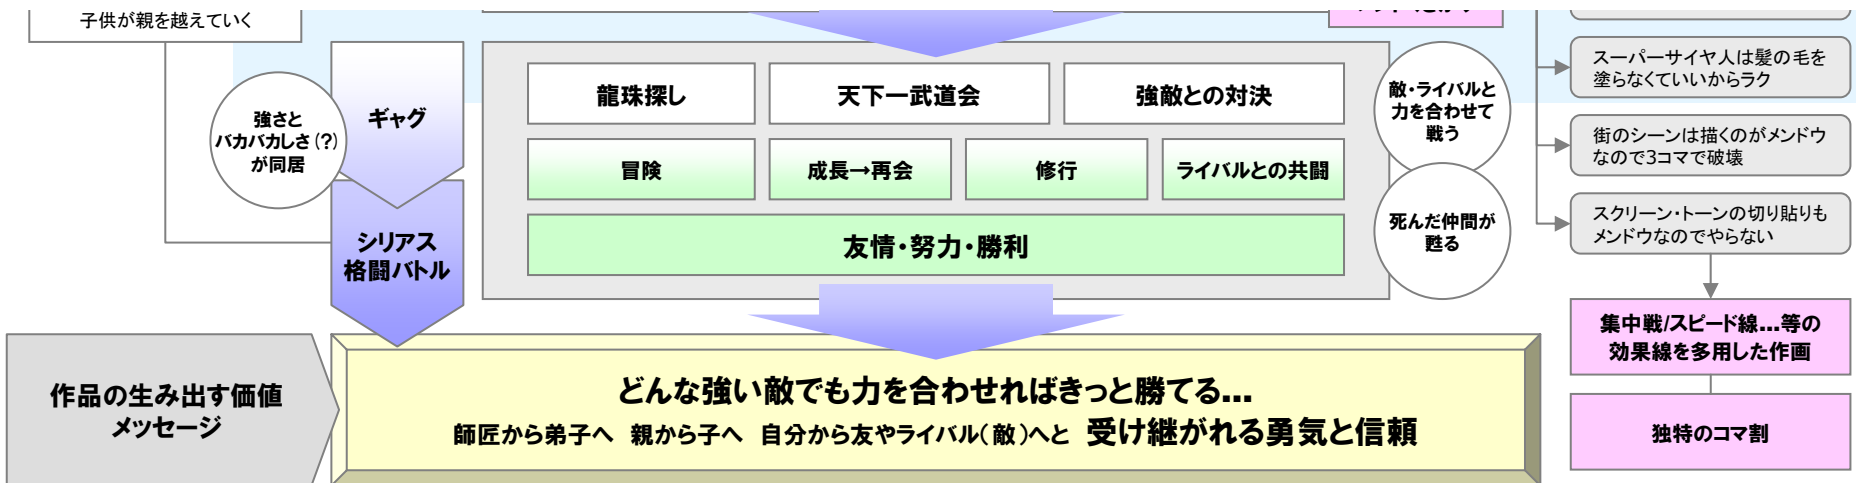 子供が親を越えていく
スーパーサイヤ人は髪の毛を
塗らなくていいからラク
龍珠探し
天下一武道会
強敵との対決
敵・ライバルと
力を合わせて
戦う
強さと
バカバカしさ(?)
が同居
ギャグ
街のシーンは描くのがメンドウ
なので3コマで破壊
冒険
成長→再会
修行
ライバルとの共闘
死んだ仲間が
甦る
スクリーン・トーンの切り貼りも
メンドウなのでやらない
シリアス
格闘バトル
友情・努力・勝利
集中戦/スピード線…等の
効果線を多用した作画
作品の生み出す価値
メッセージ
どんな強い敵でも力を合わせればきっと勝てる…
師匠から弟子へ 親から子へ 自分から友やライバル(敵)へと 受け継がれる勇気と信頼
独特のコマ割